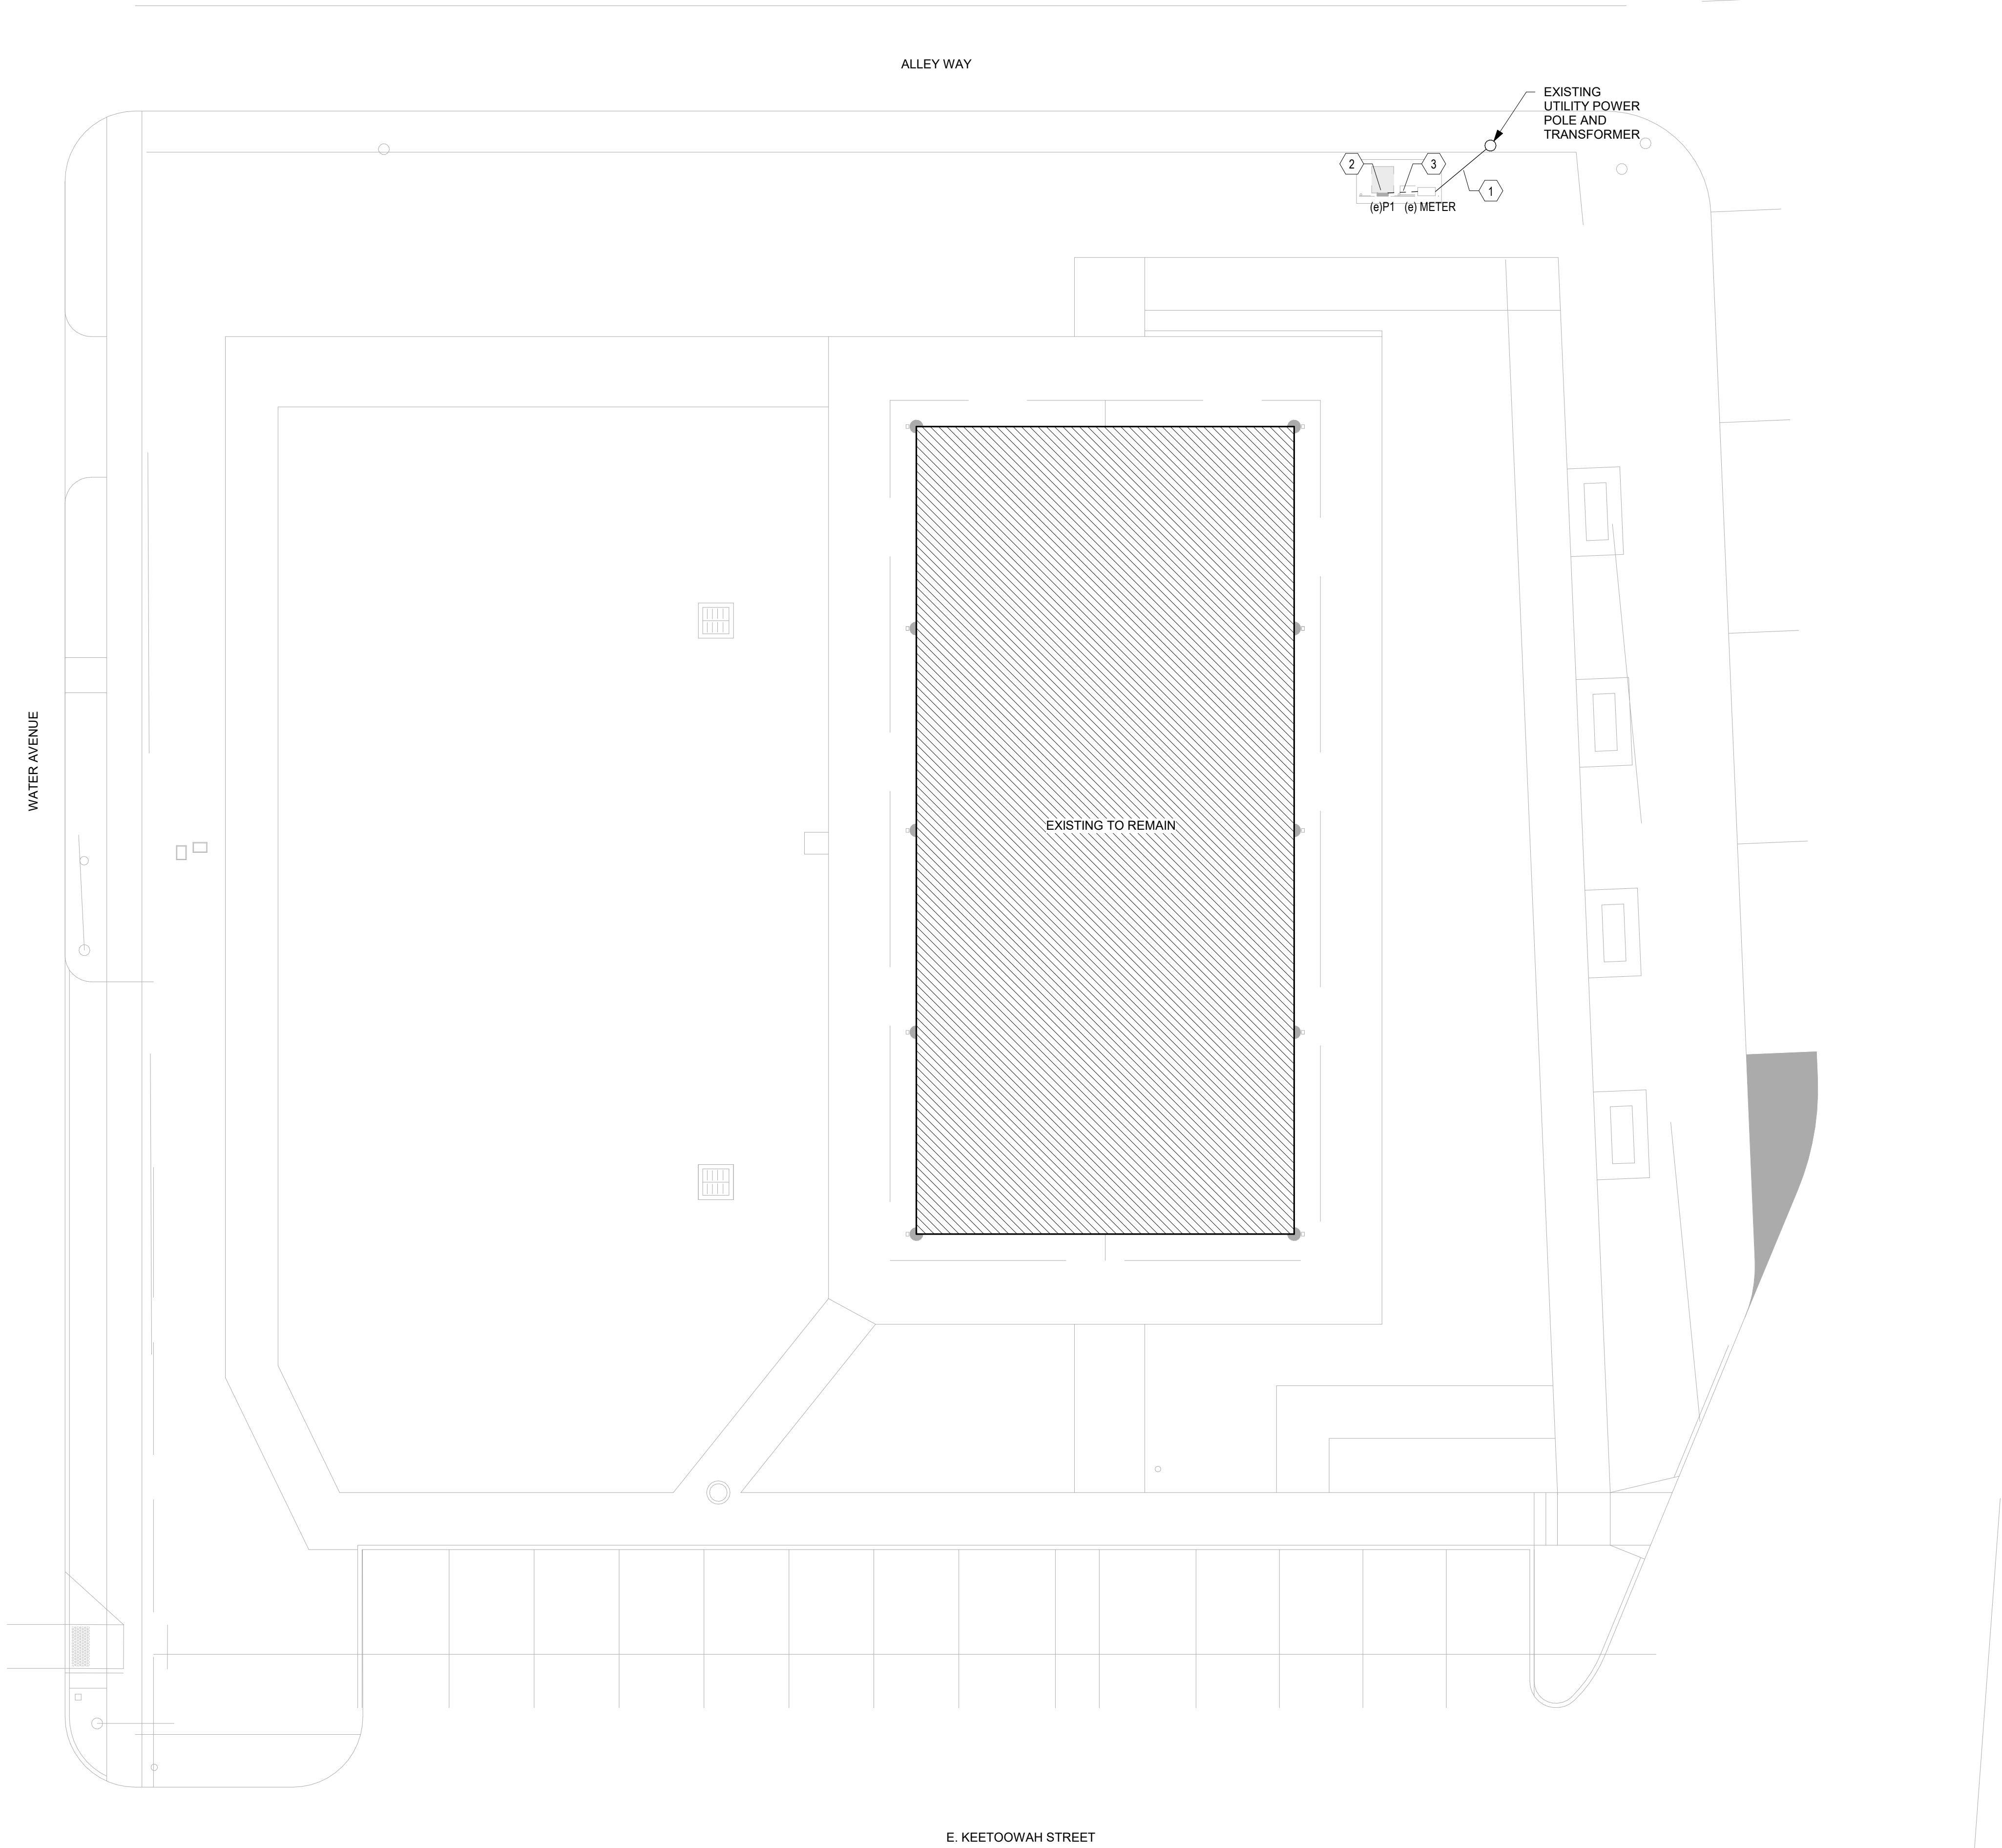 ALLEY WAY
EXISTING
UTILITY POWER
POLE AND
TRANSFORMER
2
3
1
(e)P1
(e) METER
WATER AVENUE
EXISTING TO REMAIN
E. KEETOOWAH STREET